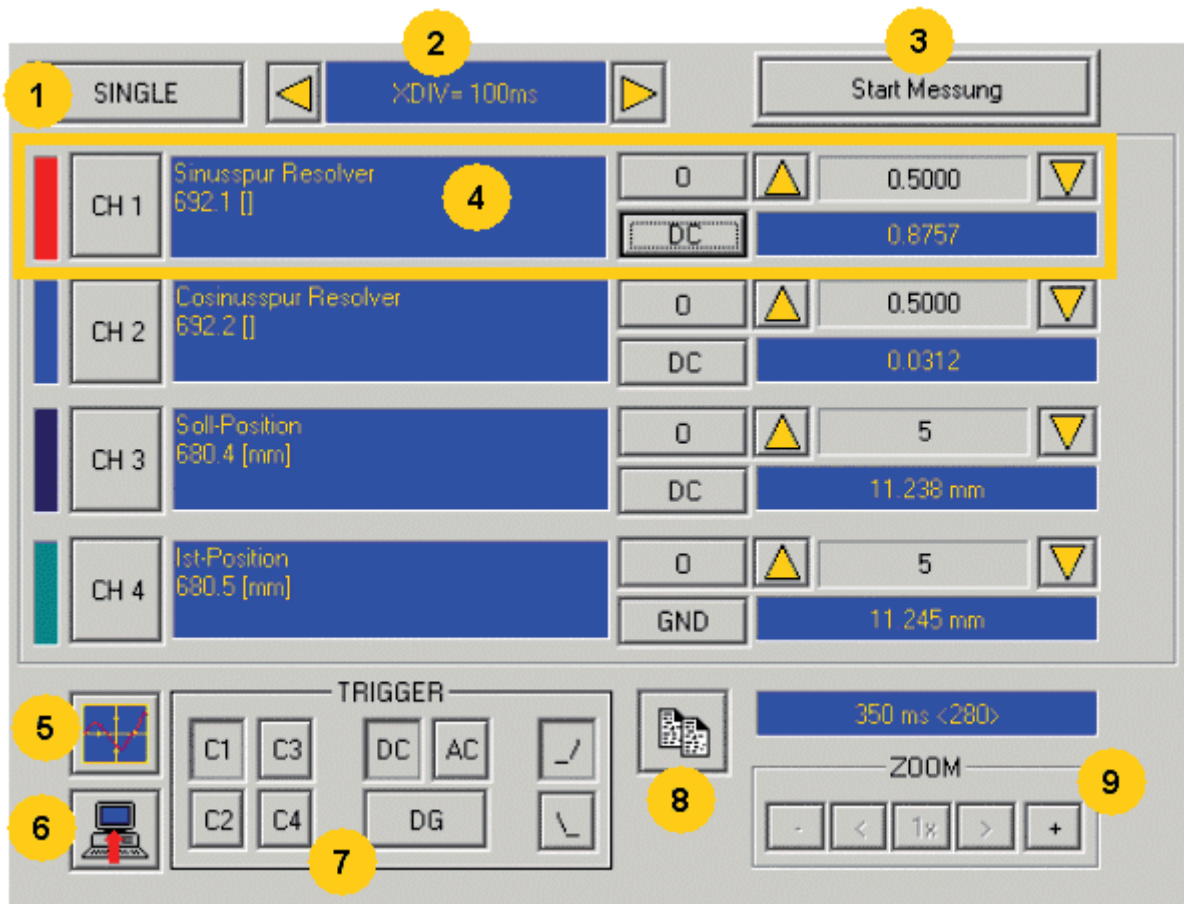 2
3
1
SINGLE
XDIV= 100ms
Start Messung
CH 1
Sinusspur Resolver
692.1 []
4
0
0.5000
DC
0.8757
CH 2
Cosinusspur Resolver
692.2 []
0
0.5000
DC
0.0312
CH 3
Soll-Position
680.4 [mm]
0
5
DC
11.238 mm
CH 4
Ist-Position
680.5 [mm]
0
5
GND
11.245 mm
5
TRIGGER
C1
C3
DC
AC
_/
C2
C4
DG
\_
6
7
8
350 ms <280>
ZOOM
9
-
<
1x
>
+